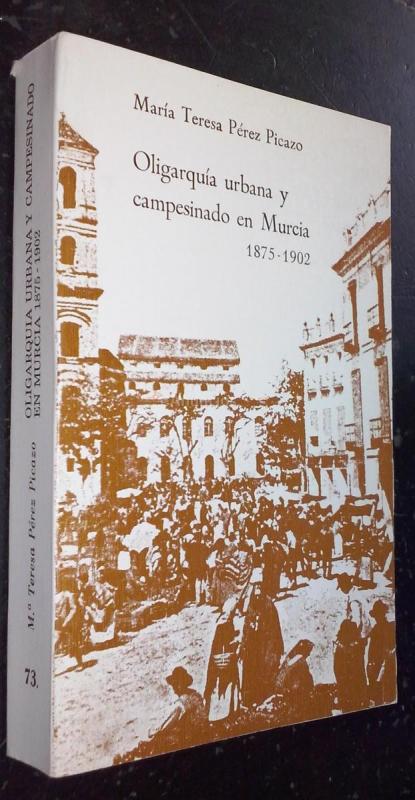 María Teresa Pérez Picazo
Oligarquía urbana y
campesinado en Murcia
1875-1902
OLIGARQUIA URBANA Y CAMPESINADO
EN MURCIA 1875-1902
M.ª Teresa Pérez Picazo
73.